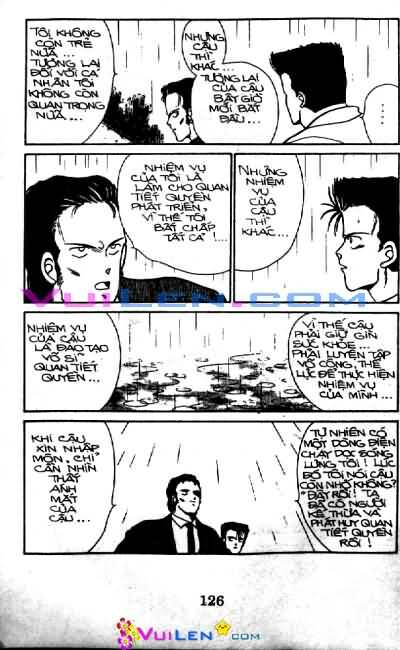 TÔI KHÔNG
CÒN TRẺ
NỮA...
TƯƠNG LAI
ĐỐI VỚI CÁ
NHÂN TÔI
KHÔNG CÒN
QUAN TRỌNG
NỮA...
NHƯNG
CẬU
THÌ
KHÁC...
TƯƠNG LAI
CỦA CẬU
BÂY GIỜ
MỚI BẮT
ĐẦU...
....
NHIỆM VỤ
CỦA TÔI LÀ
LÀM CHO QUAN
TIẾT QUYỀN
PHÁT TRIỂN,
VÌ THẾ TÔI
BẤT CHẤP
TẤT CẢ !...
NHƯNG
NHIỆM
VỤ
CỦA
CẬU
THÌ
KHÁC...
VUILEN.COM
NHIỆM VỤ
CỦA CẬU
LÀ ĐÀO TẠO
VÕ SĨ
QUAN TIẾT
QUYỀN...
VÌ THẾ CẬU
PHẢI GIỮ GÌN
SỨC KHỎE...
PHẢI LUYỆN TẬP
VÕ CÔNG, THỂ
LỰC ĐỂ THỰC HIỆN
NHIỆM VỤ
CỦA MÌNH...
KHI CẬU
XIN NHẬP
MÔN, CHỈ
CẦN NHÌN
THẤY
ÁNH
MẮT
CỦA
CẬU...
TỰ NHIÊN CÓ
MỘT DÒNG ĐIỆN
CHẠY DỌC SỐNG
LƯNG TÔI ! LÚC
ĐÓ TÔI NÓI CẬU
CÒN NHỚ KHÔNG?
"ĐÂY RỒI ! TA
ĐÃ CÓ NGƯỜI
KẾ THỪA VÀ
PHÁT HUY QUAN
TIẾT QUYỀN
RỒI !
126
VUILEN.COM